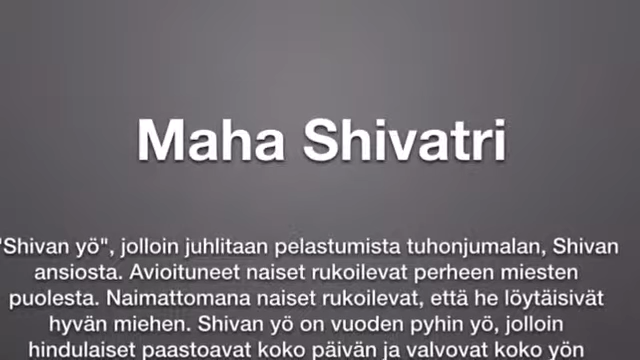 Maha Shivatri
"Shivan yö", jolloin juhlitaan pelastumista tuhonjumalan, Shivan
ansiosta. Avioituneet naiset rukoilevat perheen miesten
puolesta. Naimattomana naiset rukoilevat, että he löytäisivät
hyvän miehen. Shivan yö on vuoden pyhin yö, jolloin
hindulaiset paastoavat koko päivän ja valvovat koko yön